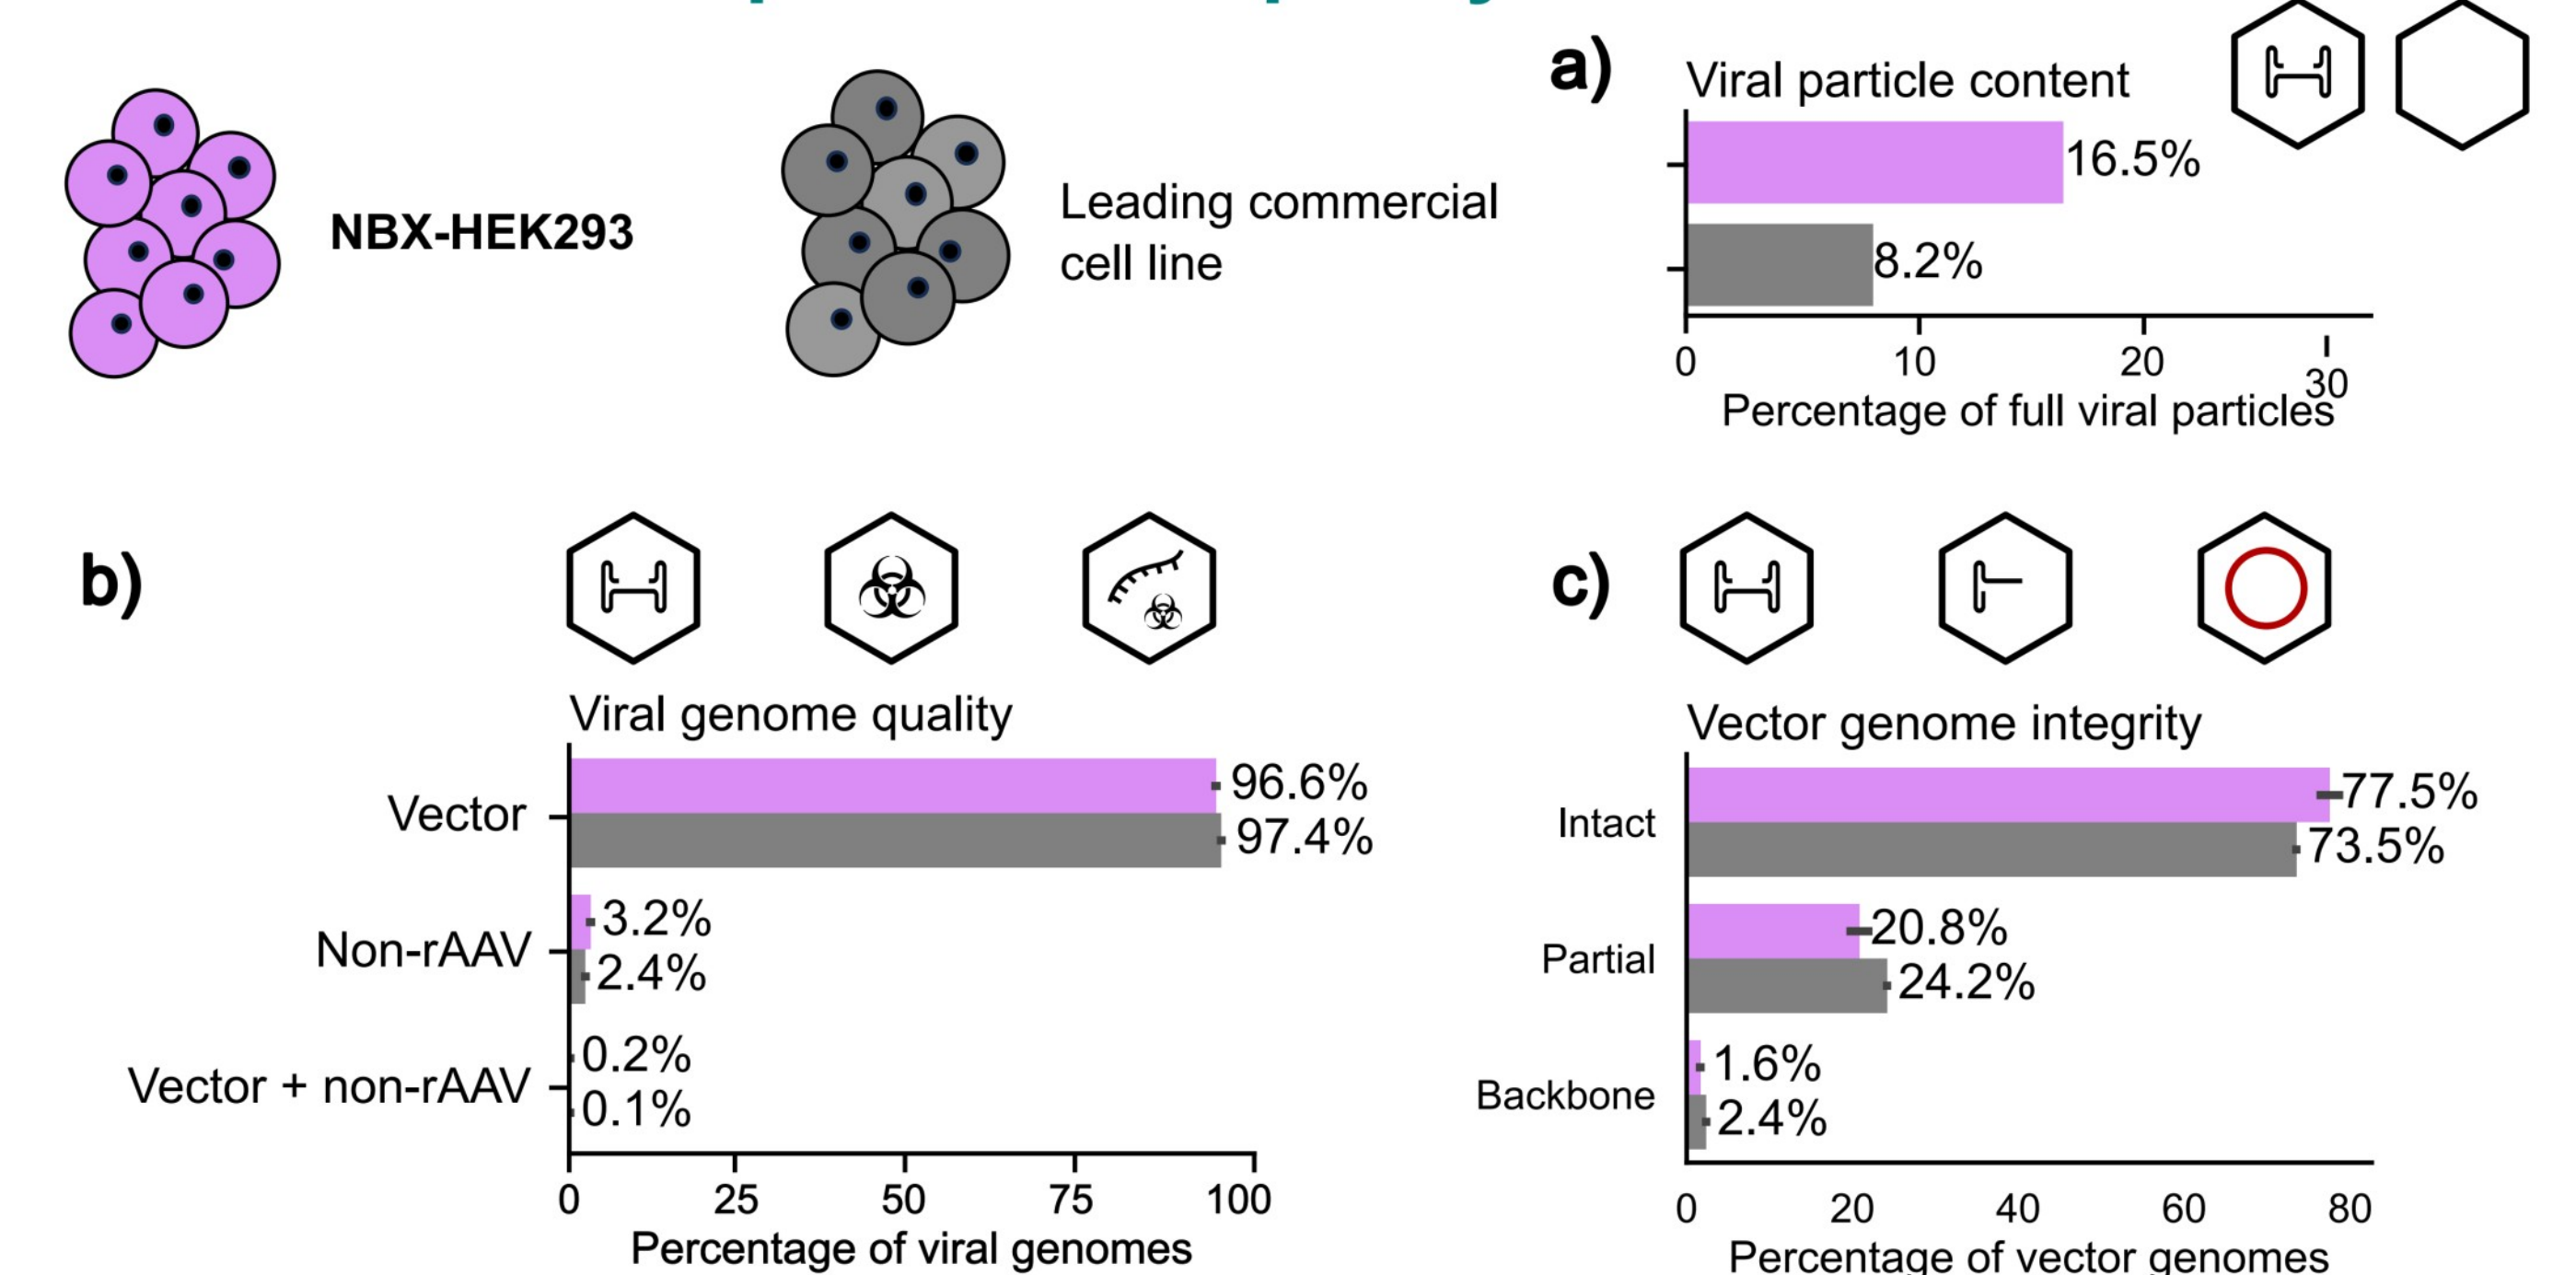 NBX-HEK293
Leading commercial
cell line
a)
Viral particle content
16.5%
8.2%
0 10 20 30
Percentage of full viral particles
b)
Viral genome quality
Vector
96.6%
97.4%
Non-rAAV
3.2%
2.4%
Vector + non-rAAV
0.2%
0.1%
0 25 50 75 100
Percentage of viral genomes
c)
Vector genome integrity
Intact
77.5%
73.5%
Partial
20.8%
24.2%
Backbone
1.6%
2.4%
0 20 40 60 80
Percentage of vector genomes